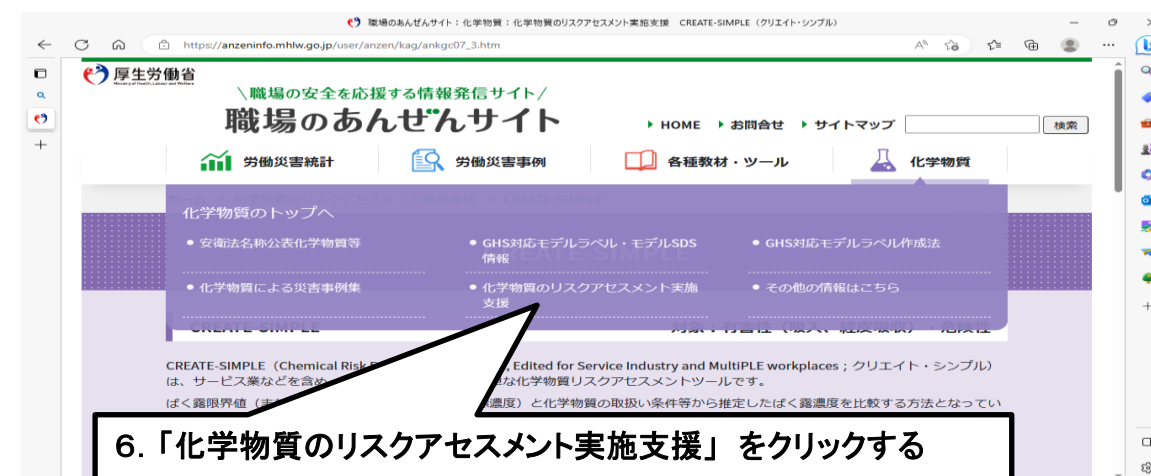 職場のあんぜんサイト：化学物質：化学物質のリスクアセスメント実施支援 CREATE-SIMPLE（クリエイト・シンプル）
https://anzeninfo.mhlw.go.jp/user/anzen/kag/ankgc07_3.htm
厚生労働省
Ministry of Health, Labour and Welfare
\職場の安全を応援する情報発信サイト/
職場のあんぜんサイト
HOME お問合せ サイトマップ 検索
労働災害統計 労働災害事例 各種教材・ツール 化学物質
化学物質のトップへ
• 安衛法名称公表化学物質等 • GHS対応モデルラベル・モデルSDS情報 • GHS対応モデルラベル作成法
• 化学物質による災害事例集 • 化学物質のリスクアセスメント実施支援 • その他の情報はこちら
CREATE-SIMPLE
CREATE-SIMPLE（Chemical Risk , Edited for Service Industry and MultiPLE workplaces；クリエイト・シンプル）
は、サービス業などを含め な化学物質リスクアセスメントツールです。
ばく露限界値（ 濃度）と化学物質の取扱い条件等から推定したばく露濃度を比較する方法となってい
6.「化学物質のリスクアセスメント実施支援」をクリックする